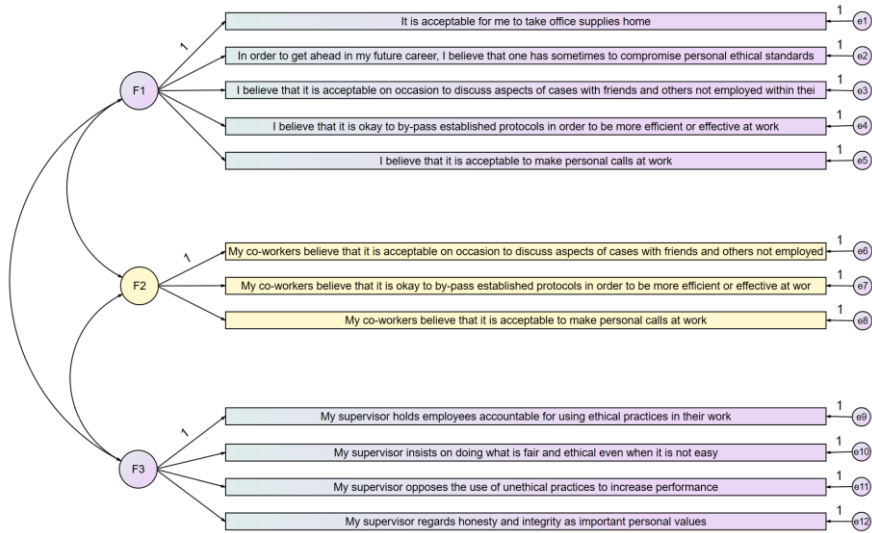 It is acceptable for me to take office supplies home
1
e1
1
In order to get ahead in my future career, I believe that one has sometimes to compromise personal ethical standards
1
e2
F1
I believe that it is acceptable on occasion to discuss aspects of cases with friends and others not employed within thei
1
e3
I believe that it is okay to by-pass established protocols in order to be more efficient or effective at work
1
e4
I believe that it is acceptable to make personal calls at work
1
e5
1
My co-workers believe that it is acceptable on occasion to discuss aspects of cases with friends and others not employed
1
e6
F2
My co-workers believe that it is okay to by-pass established protocols in order to be more efficient or effective at wor
1
e7
My co-workers believe that it is acceptable to make personal calls at work
1
e8
1
My supervisor holds employees accountable for using ethical practices in their work
1
e9
My supervisor insists on doing what is fair and ethical even when it is not easy
1
e10
F3
My supervisor opposes the use of unethical practices to increase performance
1
e11
My supervisor regards honesty and integrity as important personal values
1
e12